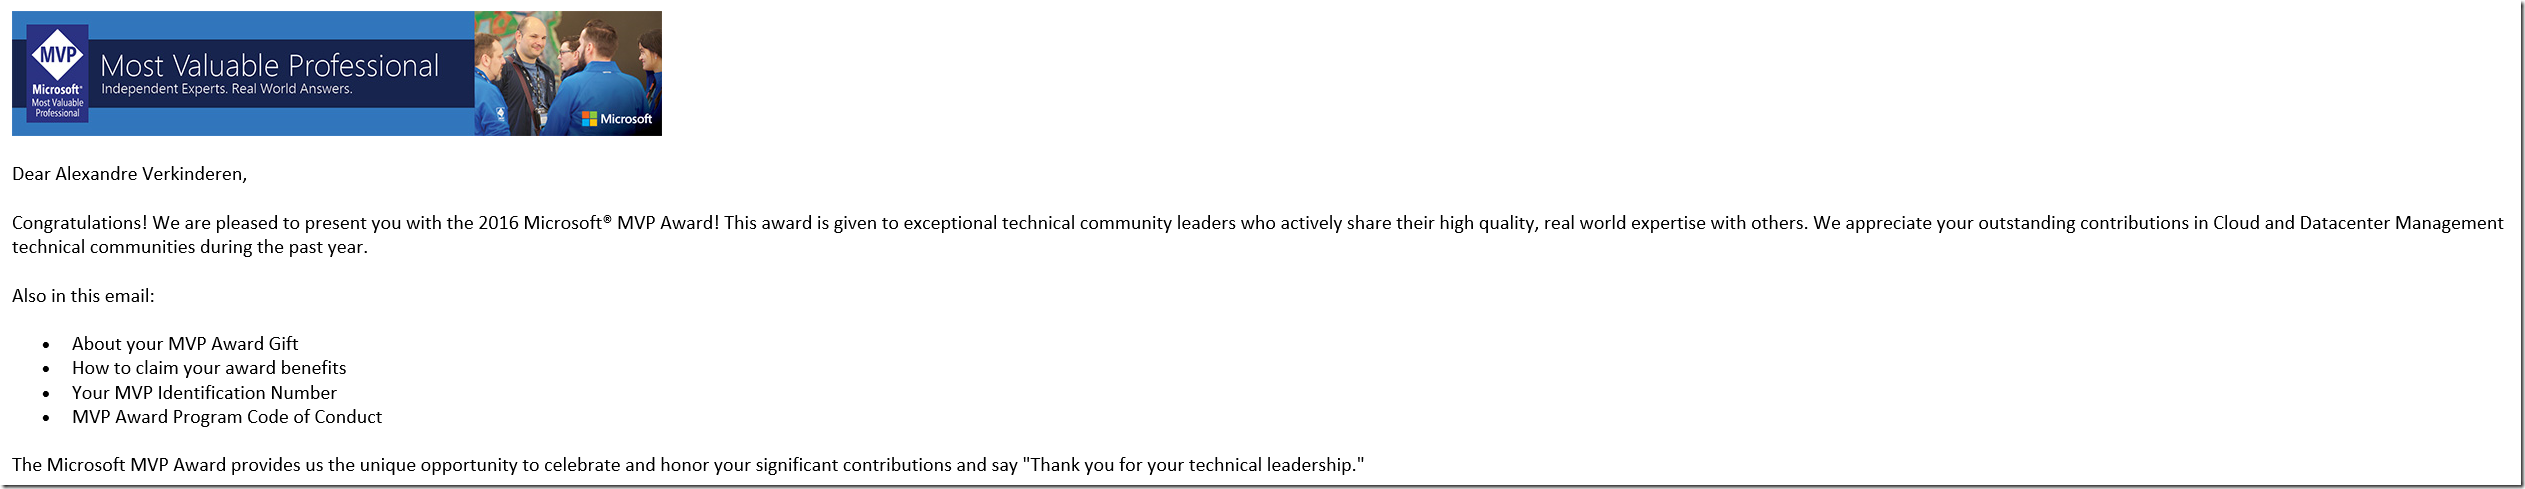 MVP
Microsoft®
Most Valuable
Professional
Most Valuable Professional
Independent Experts. Real World Answers.
Microsoft
Dear Alexandre Verkinderen,
Congratulations! We are pleased to present you with the 2016 Microsoft® MVP Award! This award is given to exceptional technical community leaders who actively share their high quality, real world expertise with others. We appreciate your outstanding contributions in Cloud and Datacenter Management
technical communities during the past year.
Also in this email:
• About your MVP Award Gift
• How to claim your award benefits
• Your MVP Identification Number
• MVP Award Program Code of Conduct
The Microsoft MVP Award provides us the unique opportunity to celebrate and honor your significant contributions and say "Thank you for your technical leadership."